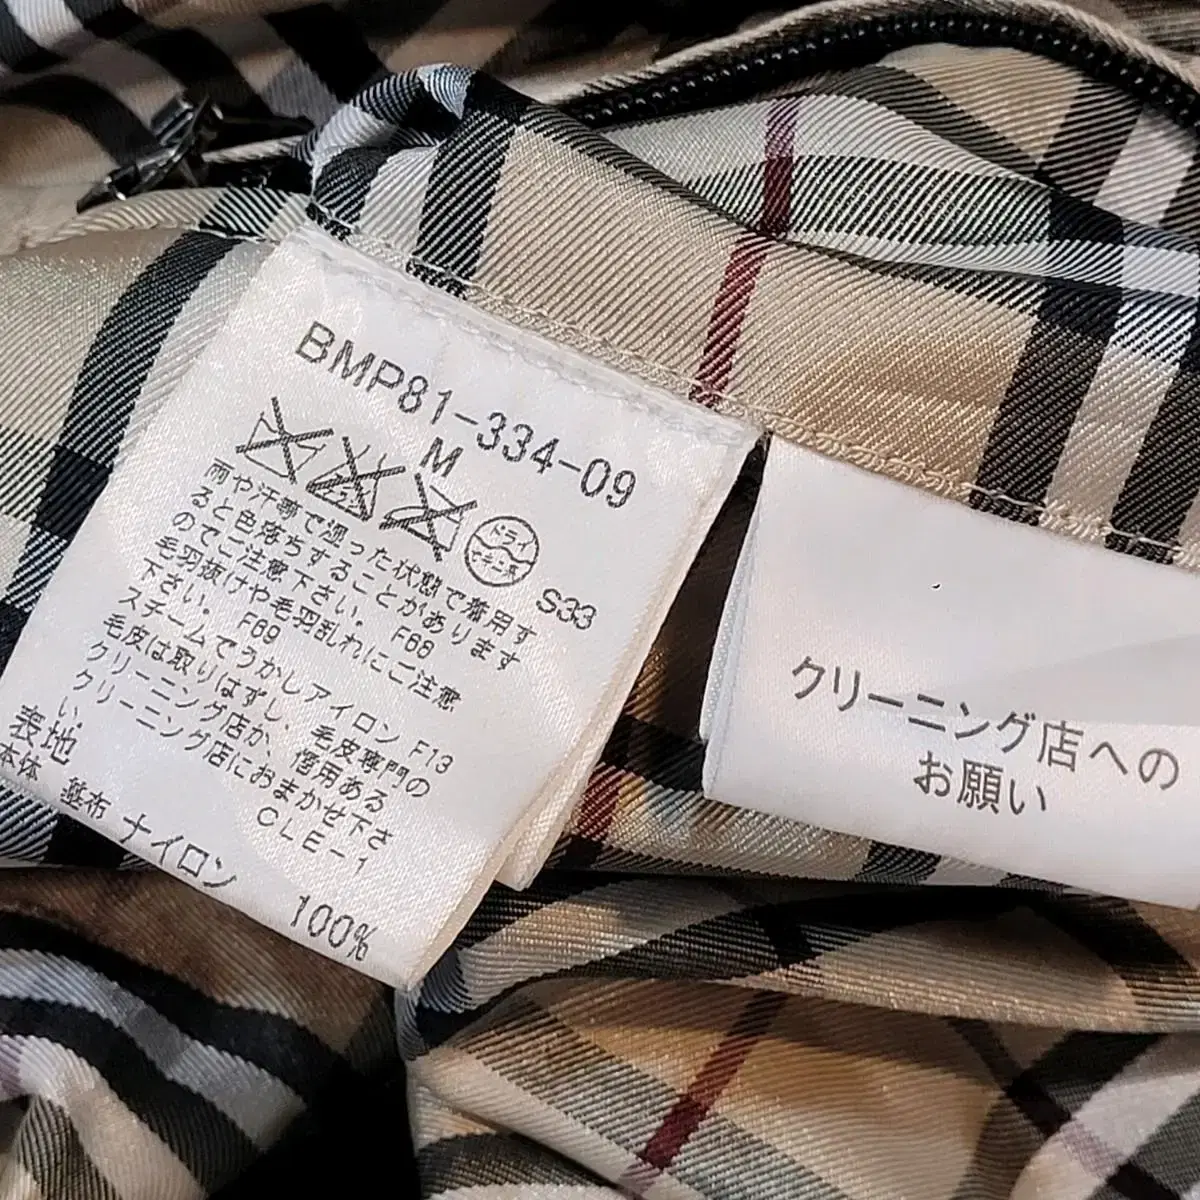 BMP81-334-09
M
ドライ
セキユ系
S33
雨や汗等で湿った状態で着用す
ると色落ちすることがあります
のでご注意下さい。 F68
毛羽抜けや毛羽乱れにご注意
下さい。 F69
スチームでうかしアイロン F13
毛皮は取りはずし、毛皮専門の
クリーニング店か、信用ある
クリーニング店におまかせ下さ
い。 CLE-1
表地
本体 基布 ナイロン 100%
クリーニング店への
お願い